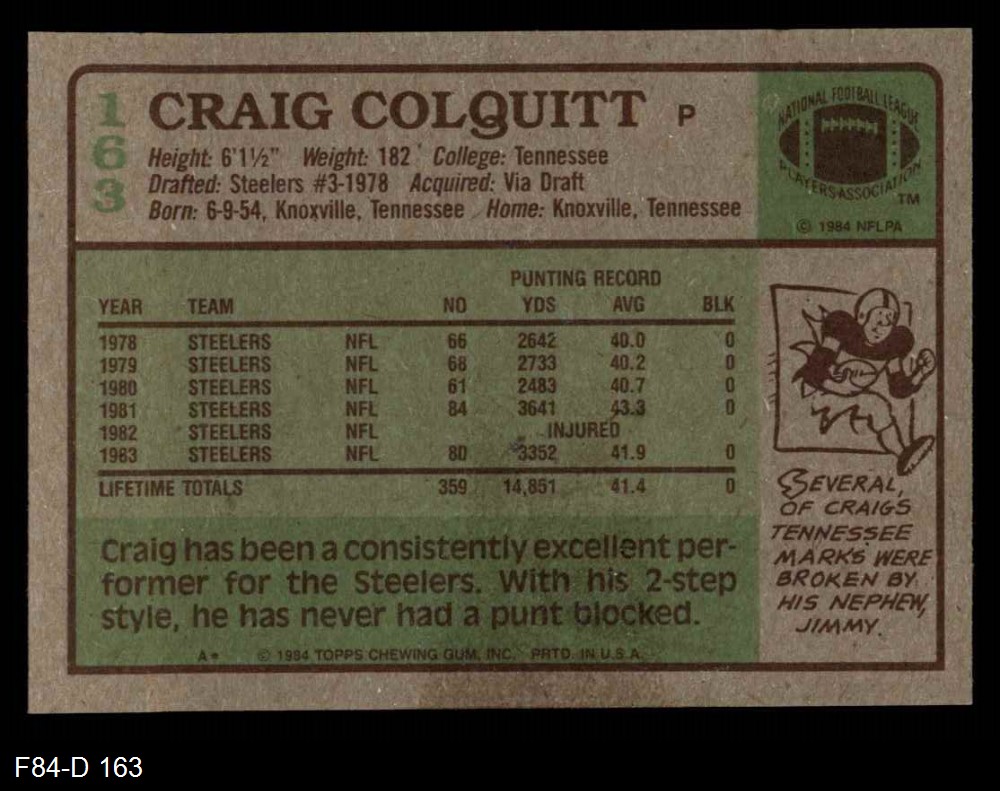 163
CRAIG COLQUITT P
Height: 6'1½" Weight: 182 College: Tennessee
Drafted: Steelers #3-1978 Acquired: Via Draft
Born: 6-9-54, Knoxville, Tennessee Home: Knoxville, Tennessee
NATIONAL FOOTBALL LEAGUE
PLAYERS ASSOCIATION
TM
© 1984 NFLPA
PUNTING RECORD
YEAR TEAM NO YDS AVG BLK
1978 STEELERS NFL 66 2642 40.0 0
1979 STEELERS NFL 68 2733 40.2 0
1980 STEELERS NFL 61 2483 40.7 0
1981 STEELERS NFL 84 3641 43.3 0
1982 STEELERS NFL INJURED
1983 STEELERS NFL 80 3352 41.9 0
LIFETIME TOTALS 359 14,851 41.4 0
Craig has been a consistently excellent per-
former for the Steelers. With his 2-step
style, he has never had a punt blocked.
A* © 1984 TOPPS CHEWING GUM, INC. PRTD. IN U.S.A.
SEVERAL,
OF CRAIGS
TENNESSEE
MARKS WERE
BROKEN BY
HIS NEPHEW,
JIMMY.
F84-D 163